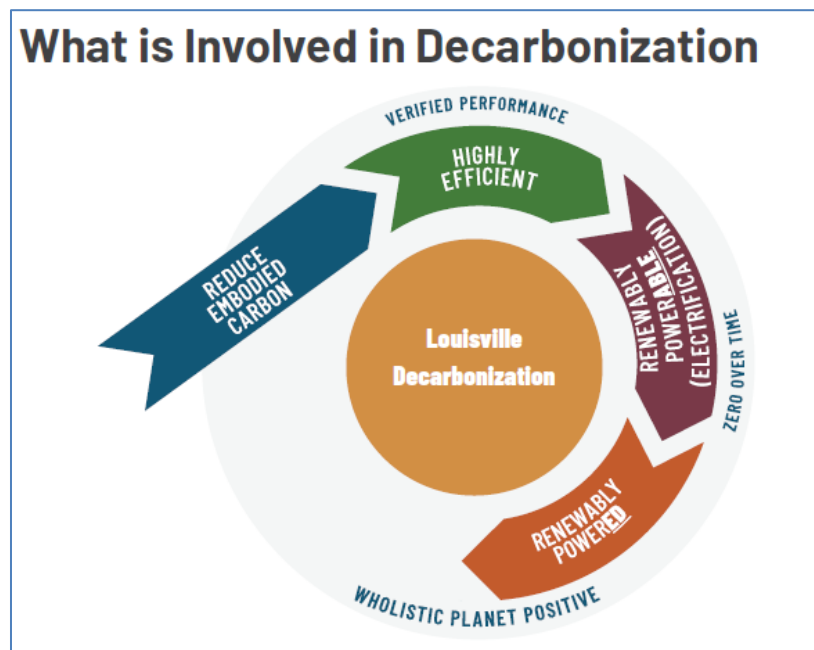 What is Involved in Decarbonization
VERIFIED PERFORMANCE
HIGHLY
EFFICIENT
REDUCE
EMBODIED
CARBON
RENEWABLY
POWERABLE
(ELECTRIFICATION)
Louisville
Decarbonization
ZERO OVER TIME
RENEWABLY
POWERED
WHOLISTIC PLANET POSITIVE